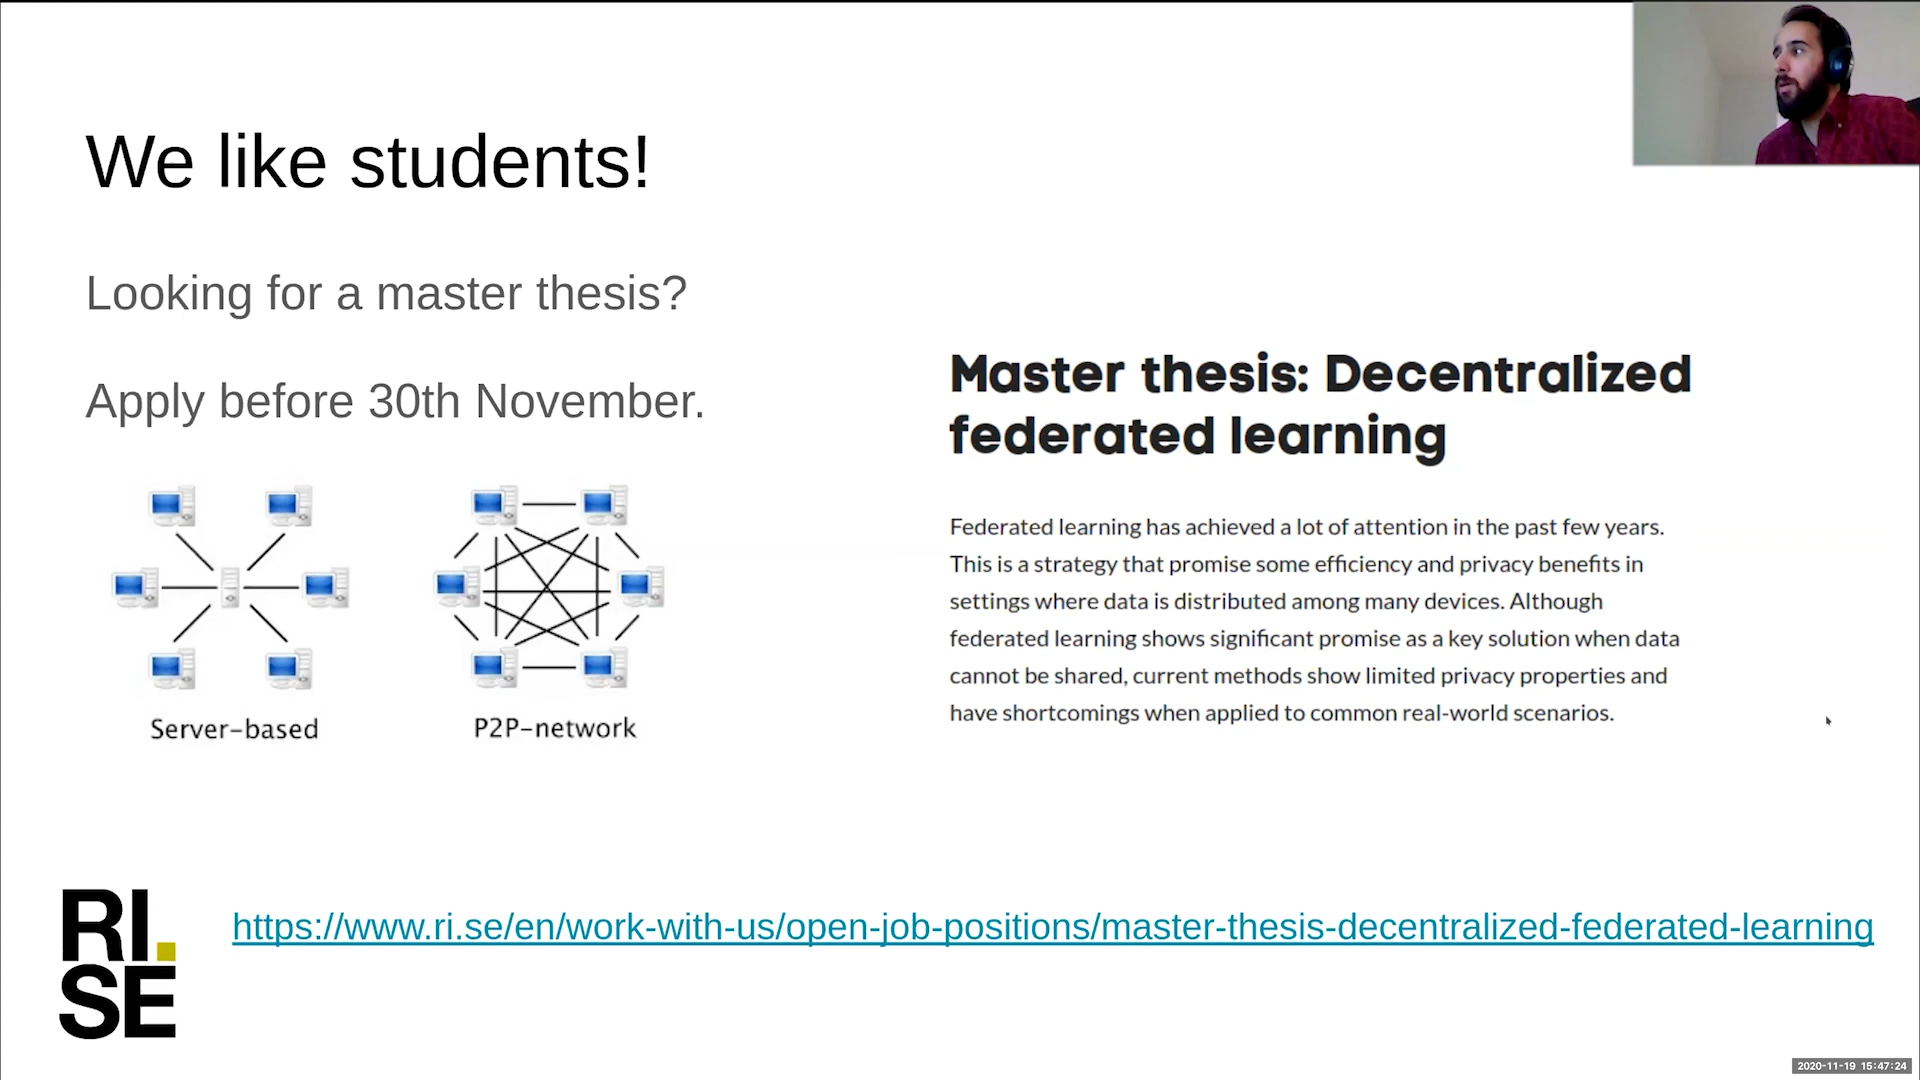 We like students!
Looking for a master thesis?
Apply before 30th November.
Server-based
P2P-network
Master thesis: Decentralized
federated learning
Federated learning has achieved a lot of attention in the past few years.
This is a strategy that promise some efficiency and privacy benefits in
settings where data is distributed among many devices. Although
federated learning shows significant promise as a key solution when data
cannot be shared, current methods show limited privacy properties and
have shortcomings when applied to common real-world scenarios.
RI.
SE
https://www.ri.se/en/work-with-us/open-job-positions/master-thesis-decentralized-federated-learning
2020-11-19 15:47:24